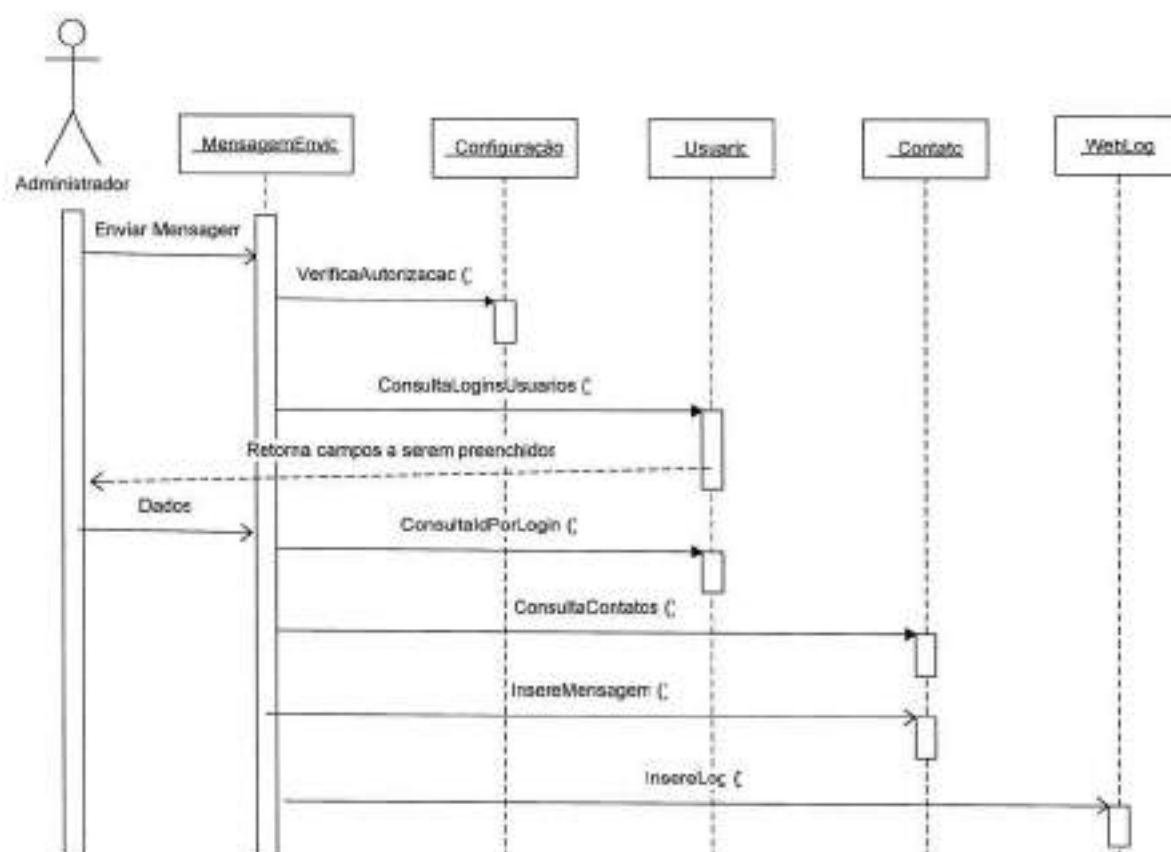 MensagemEnvio
Configuração
Usuario
Contato
WebLog
Administrador
Enviar Mensagem
VerificaAutorizacao ()
ConsultaLoginsUsuarios ()
Retorna campos a serem preenchidos
Dados
ConsultaIdPorLogin ()
ConsultaContatos ()
InsereMensagem ()
InsereLog ()